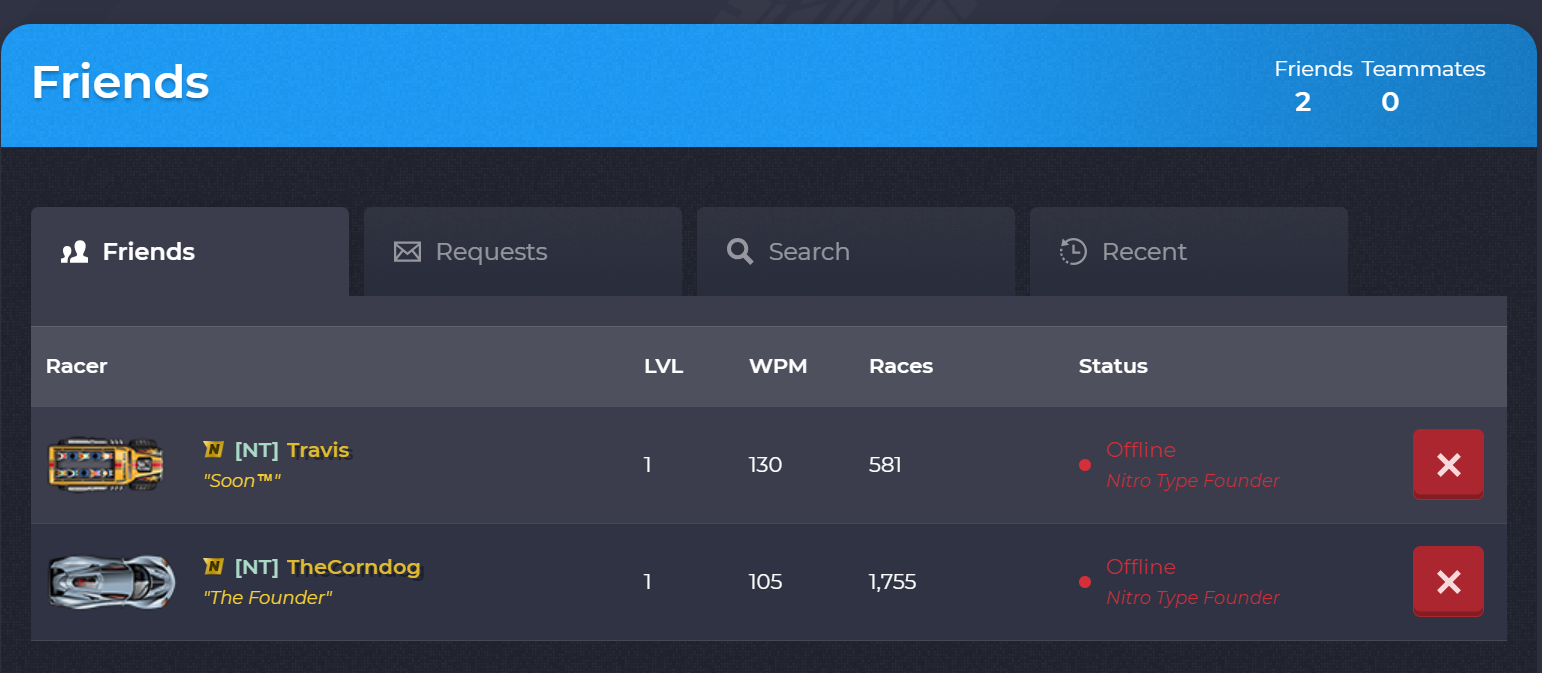 Friends
Friends Teammates
2 0
Friends
Requests
Search
Recent
Racer LVL WPM Races Status
N [NT] Travis
"Soon™"
1 130 581
Offline
Nitro Type Founder
N [NT] TheCorndog
"The Founder"
1 105 1,755
Offline
Nitro Type Founder